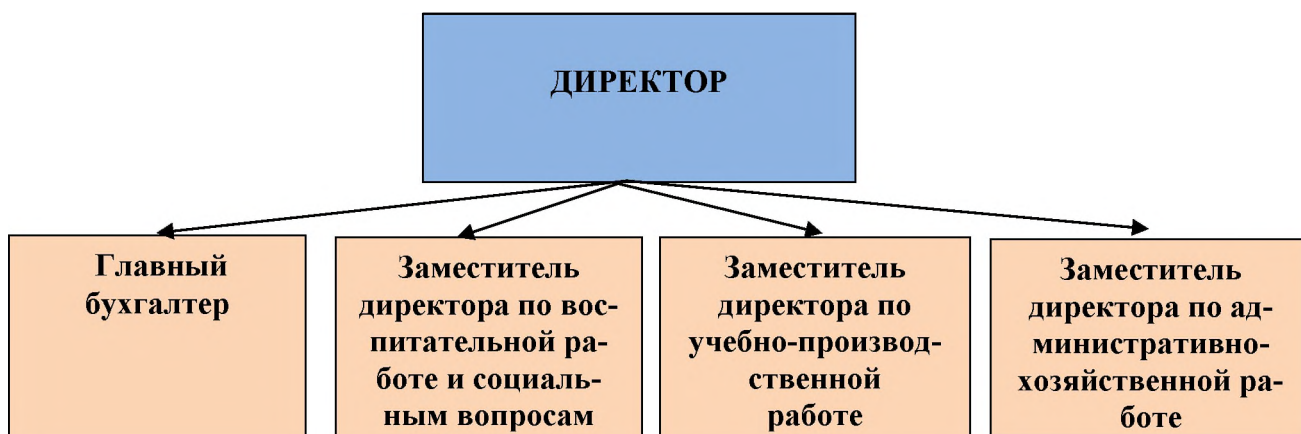 ДИРЕКТОР
Главный
бухгалтер
Заместитель
директора по вос-
питательной ра-
боте и социаль-
ным вопросам
Заместитель
директора по
учебно-производ-
ственной
работе
Заместитель
директора по ад-
министративно-
хозяйственной ра-
боте